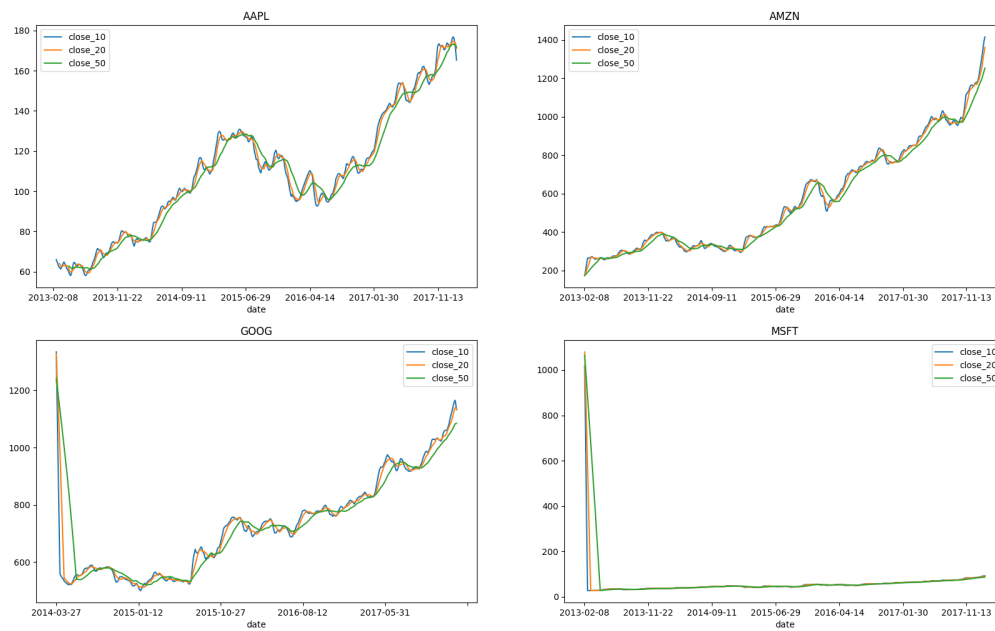 AAPL
180
160
140
120
100
80
60
close_10
close_20
close_50
2013-02-08 2013-11-22 2014-09-11 2015-06-29 2016-04-14 2017-01-30 2017-11-13
date
AMZN
1400
1200
1000
800
600
400
200
close_10
close_20
close_50
2013-02-08 2013-11-22 2014-09-11 2015-06-29 2016-04-14 2017-01-30 2017-11-13
date
GOOG
1200
1000
800
600
close_10
close_20
close_50
2014-03-27 2015-01-12 2015-10-27 2016-08-12 2017-05-31
date
MSFT
1000
800
600
400
200
0
close_10
close_20
close_50
2013-02-08 2013-11-22 2014-09-11 2015-06-29 2016-04-14 2017-01-30 2017-11-13
date